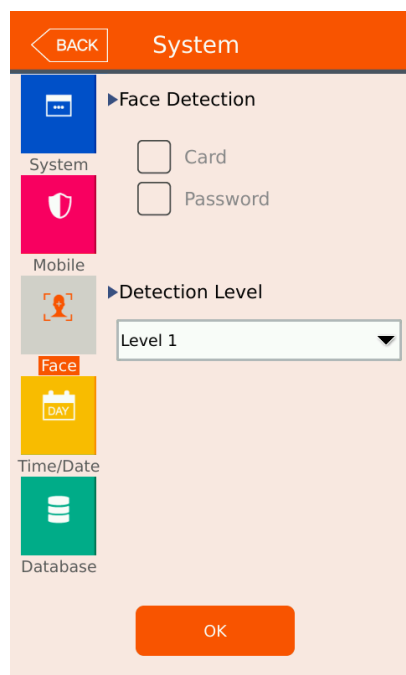 BACK System
Face Detection
System
Card
Password
Mobile
Detection Level
Level 1
Face
DAY
Time/Date
Database
OK